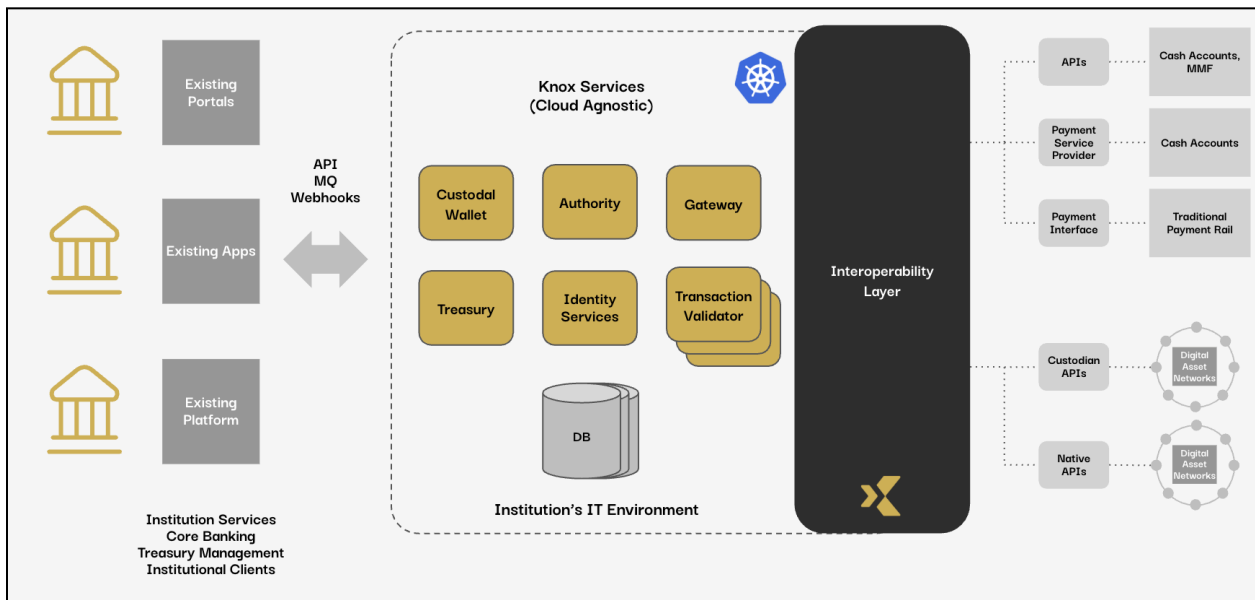 Existing
Portals
Existing Apps
Existing
Platform
Institution Services
Core Banking
Treasury Management
Institutional Clients
API
MQ
Webhooks
Knox Services
(Cloud Agnostic)
Custodal
Wallet
Authority
Gateway
Treasury
Identity
Services
Transaction
Validator
DB
Institution's IT Environment
Interoperability
Layer
APIs
Cash Accounts,
MMF
Payment
Service
Provider
Cash Accounts
Payment
Interface
Traditional
Payment Rail
Custodian
APIs
Digital
Asset
Networks
Native
APIs
Digital
Asset
Networks